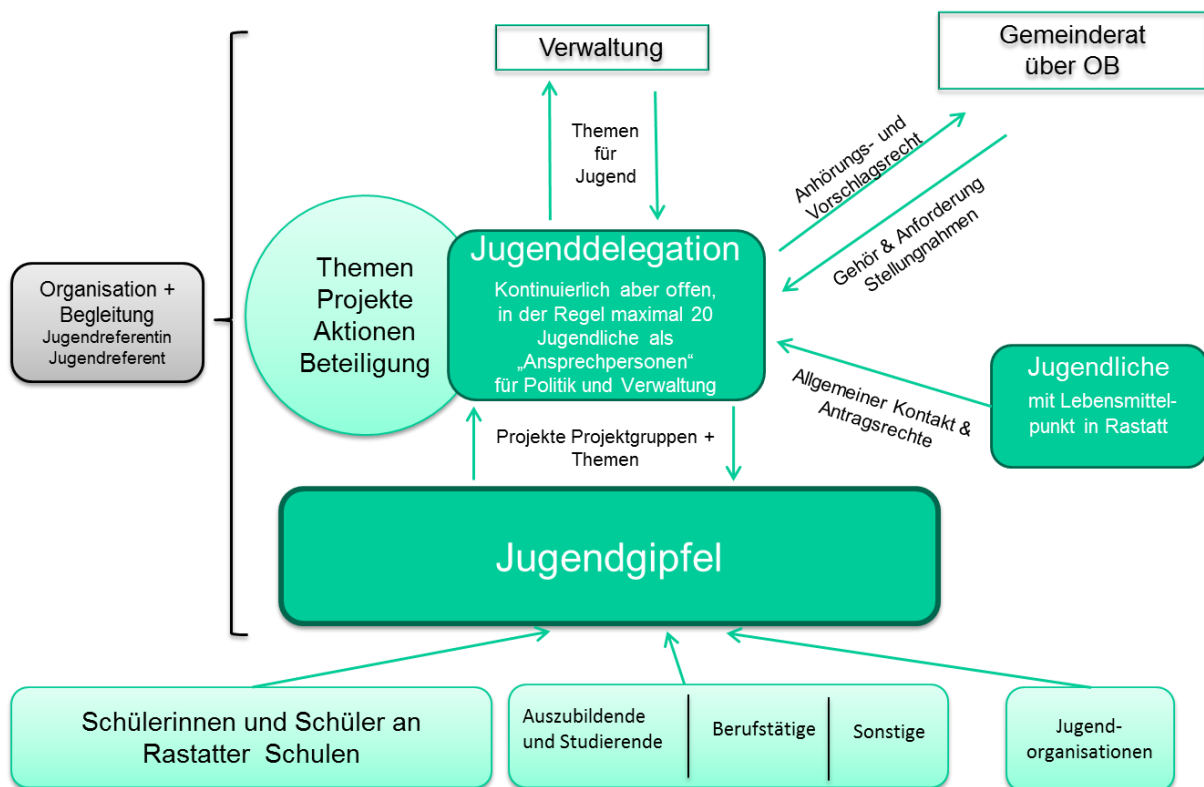 Verwaltung
Gemeinderat
über OB
Themen
für
Jugend
Anhörungs- und
Vorschlagsrecht
Gehör & Anforderung
Stellungnahmen
Organisation +
Begleitung
Jugendreferentin
Jugendreferent
Themen
Projekte
Aktionen
Beteiligung
Jugenddelegation
Kontinuierlich aber offen,
in der Regel maximal 20
Jugendliche als
„Ansprechpersonen“
für Politik und Verwaltung
Allgemeiner Kontakt &
Antragsrechte
Jugendliche
mit Lebensmittel-
punkt in Rastatt
Projekte Projektgruppen +
Themen
Jugendgipfel
Schülerinnen und Schüler an
Rastatter Schulen
Auszubildende
und Studierende
Berufstätige
Sonstige
Jugend-
organisationen